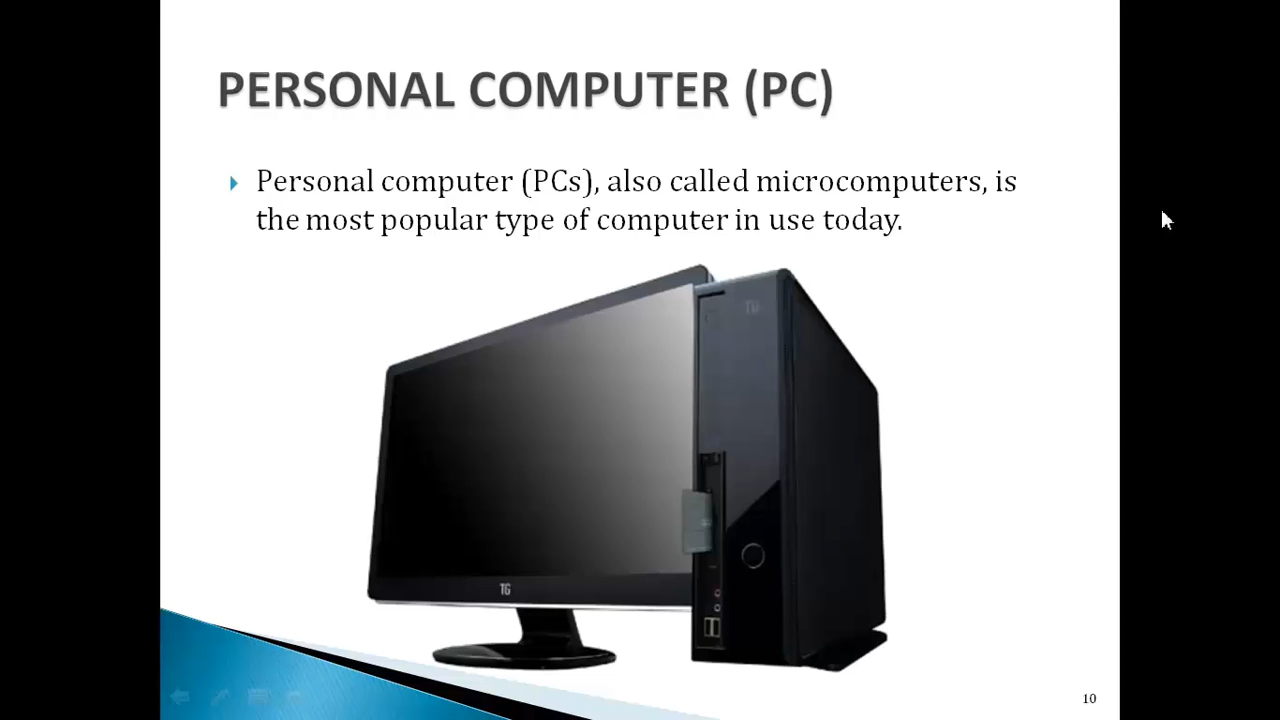 PERSONAL COMPUTER (PC)
Personal computer (PCs), also called microcomputers, is
the most popular type of computer in use today.
TG
TG
10